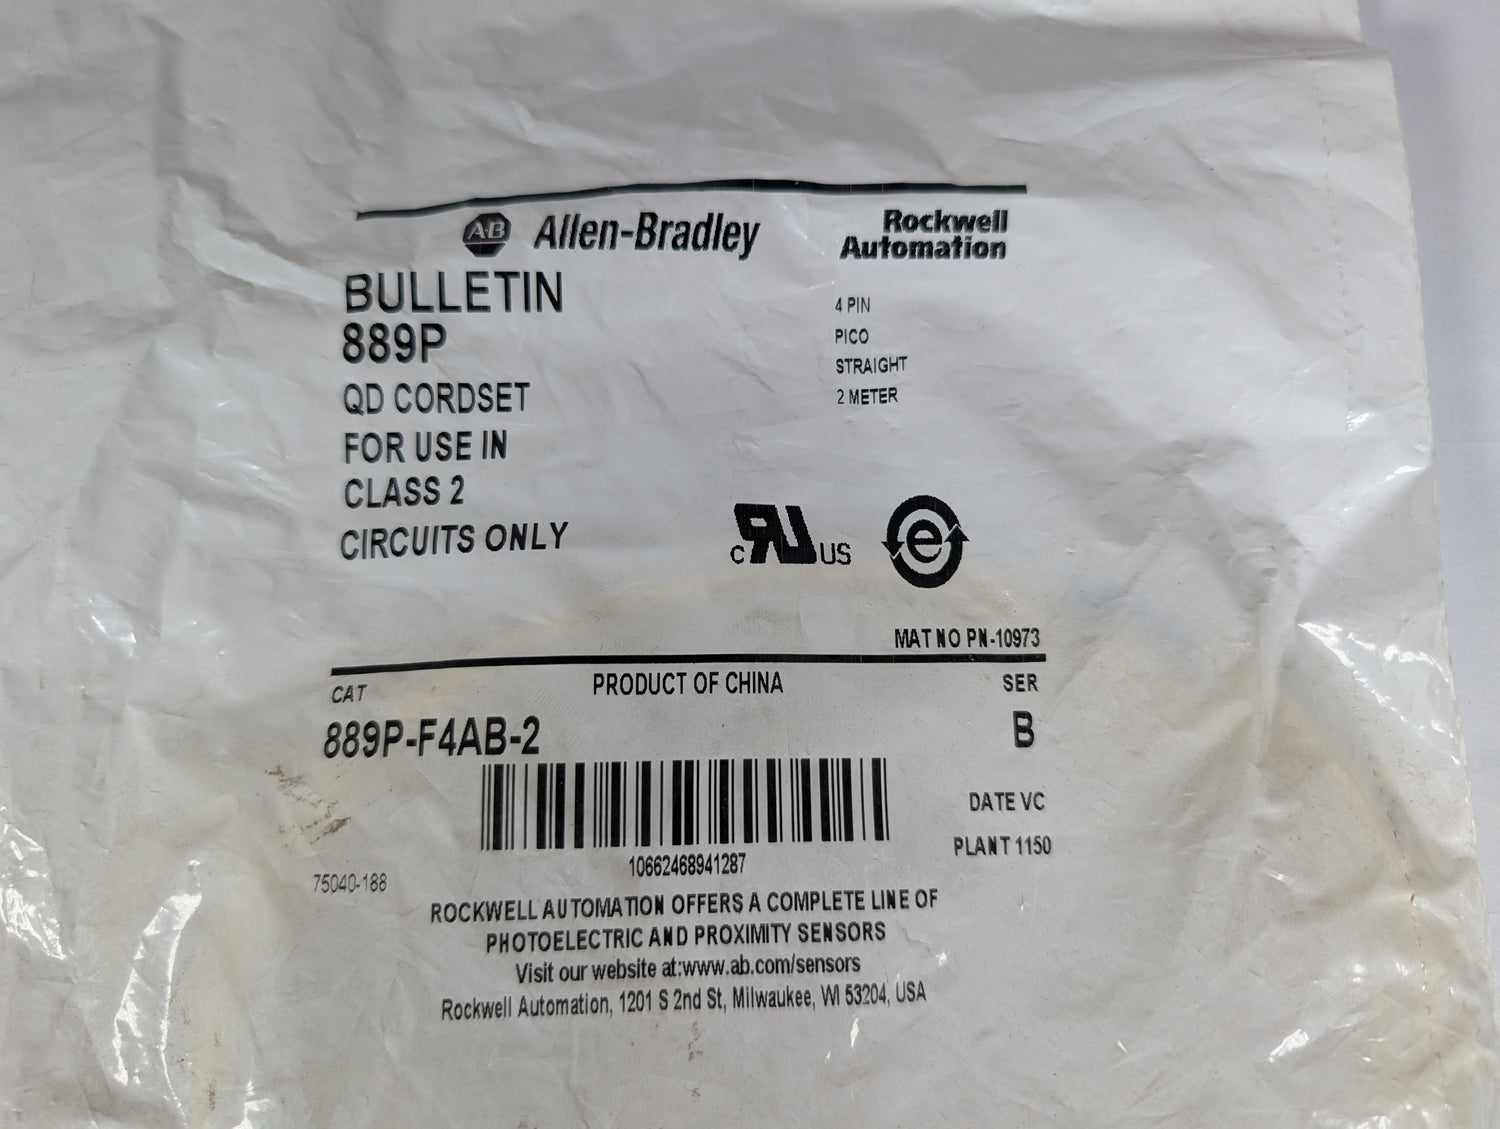 AB Allen-Bradley
Rockwell
Automation
BULLETIN
889P
QD CORDSET
FOR USE IN
CLASS 2
CIRCUITS ONLY
4 PIN
PICO
STRAIGHT
2 METER
c RU US
e
MAT NO PN-10973
CAT
PRODUCT OF CHINA
SER
889P-F4AB-2
B
DATE VC
PLANT 1150
10662468941287
75040-188
ROCKWELL AUTOMATION OFFERS A COMPLETE LINE OF
PHOTOELECTRIC AND PROXIMITY SENSORS
Visit our website at:www.ab.com/sensors
Rockwell Automation, 1201 S 2nd St, Milwaukee, WI 53204, USA